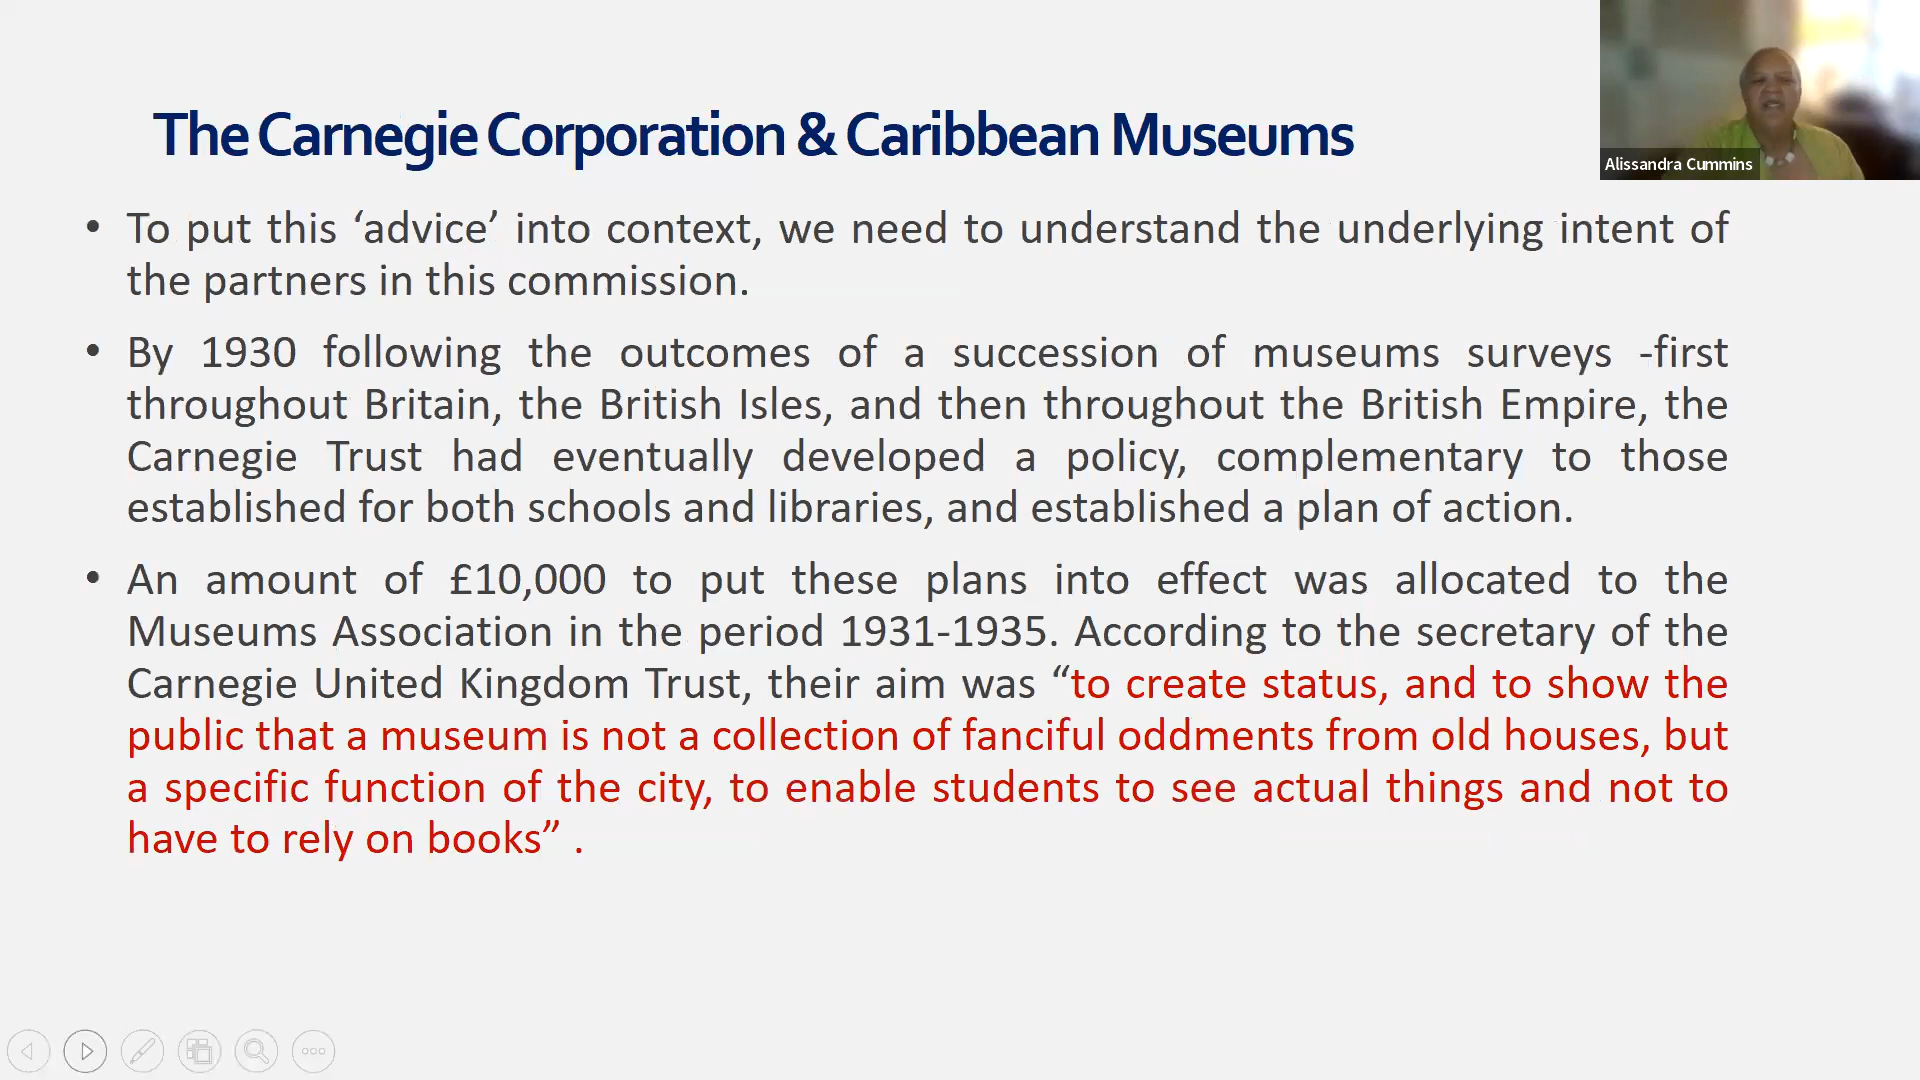 The Carnegie Corporation & Caribbean Museums
Alissandra Cummins
• To put this ‘advice’ into context, we need to understand the underlying intent of
the partners in this commission.
• By 1930 following the outcomes of a succession of museums surveys -first
throughout Britain, the British Isles, and then throughout the British Empire, the
Carnegie Trust had eventually developed a policy, complementary to those
established for both schools and libraries, and established a plan of action.
• An amount of £10,000 to put these plans into effect was allocated to the
Museums Association in the period 1931-1935. According to the secretary of the
Carnegie United Kingdom Trust, their aim was “to create status, and to show the
public that a museum is not a collection of fanciful oddments from old houses, but
a specific function of the city, to enable students to see actual things and not to
have to rely on books” .